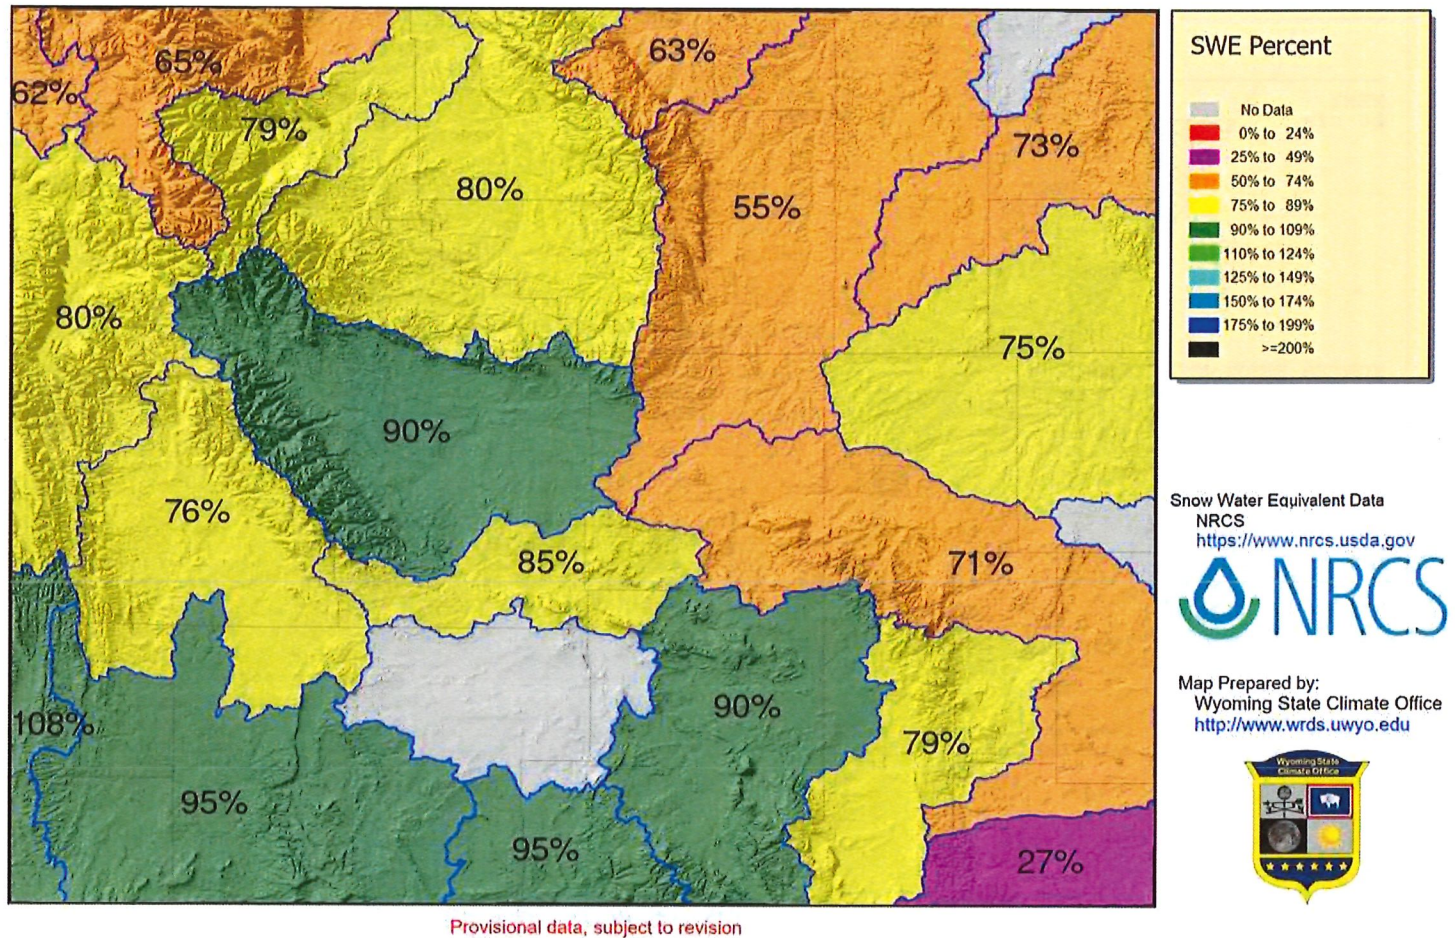 65%
63%
62%
79%
73%
80%
55%
80%
75%
90%
76%
85%
71%
108%
90%
79%
95%
95%
27%
Provisional data, subject to revision
SWE Percent
No Data
0% to 24%
25% to 49%
50% to 74%
75% to 89%
90% to 109%
110% to 124%
125% to 149%
150% to 174%
175% to 199%
>=200%
Snow Water Equivalent Data
NRCS
https://www.nrcs.usda.gov
NRCS
Map Prepared by:
Wyoming State Climate Office
http://www.wrds.uwyo.edu
Wyoming State
Climate Office